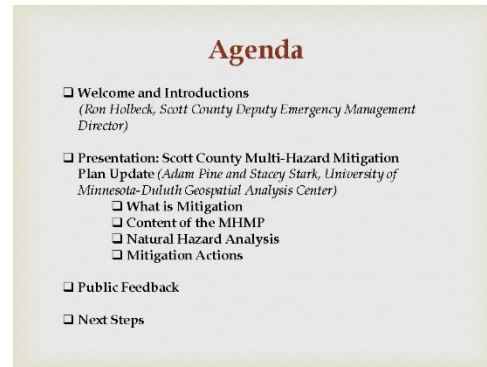 Agenda
❑ Welcome and Introductions
(Ron Holbeck, Scott County Deputy Emergency Management
Director)
❑ Presentation: Scott County Multi-Hazard Mitigation
Plan Update (Adam Pine and Stacey Stark, University of
Minnesota-Duluth Geospatial Analysis Center)
❑ What is Mitigation
❑ Content of the MHMP
❑ Natural Hazard Analysis
❑ Mitigation Actions
❑ Public Feedback
❑ Next Steps